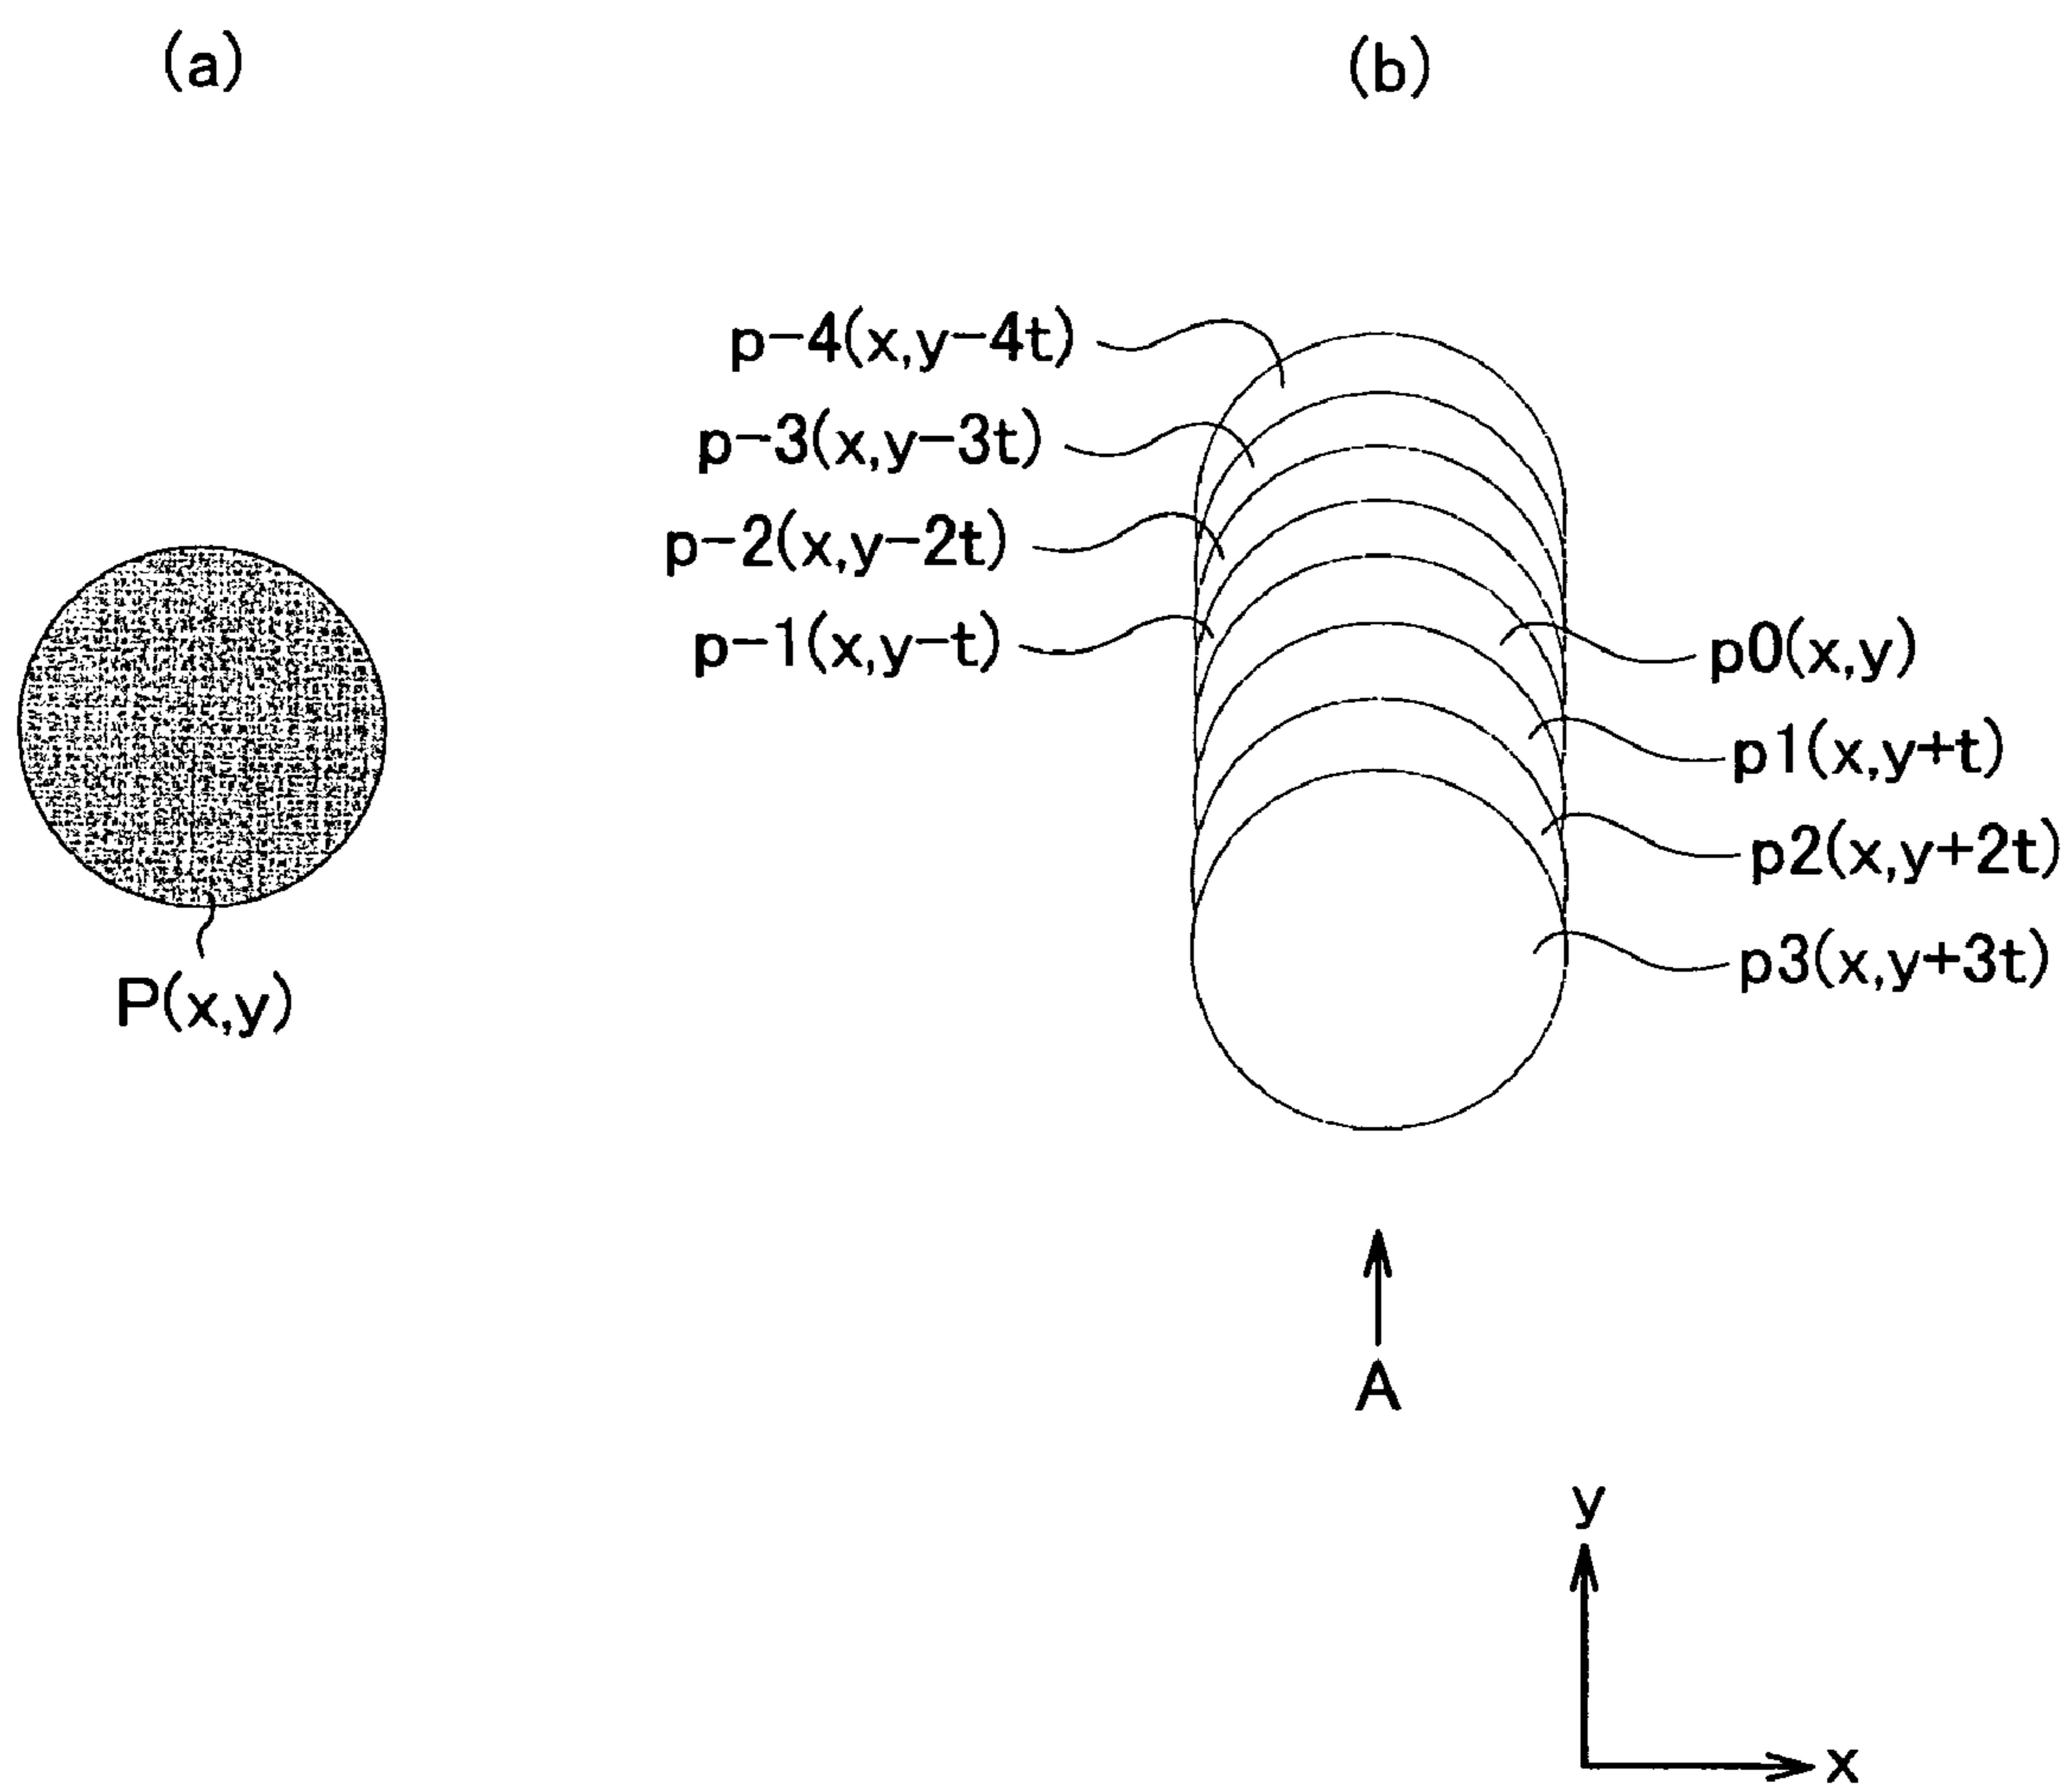 (a)
P(x,y)
(b)
p-4(x,y-4t)
p-3(x,y-3t)
p-2(x,y-2t)
p-1(x,y-t)
p0(x,y)
p1(x,y+t)
p2(x,y+2t)
p3(x,y+3t)
A
y
x